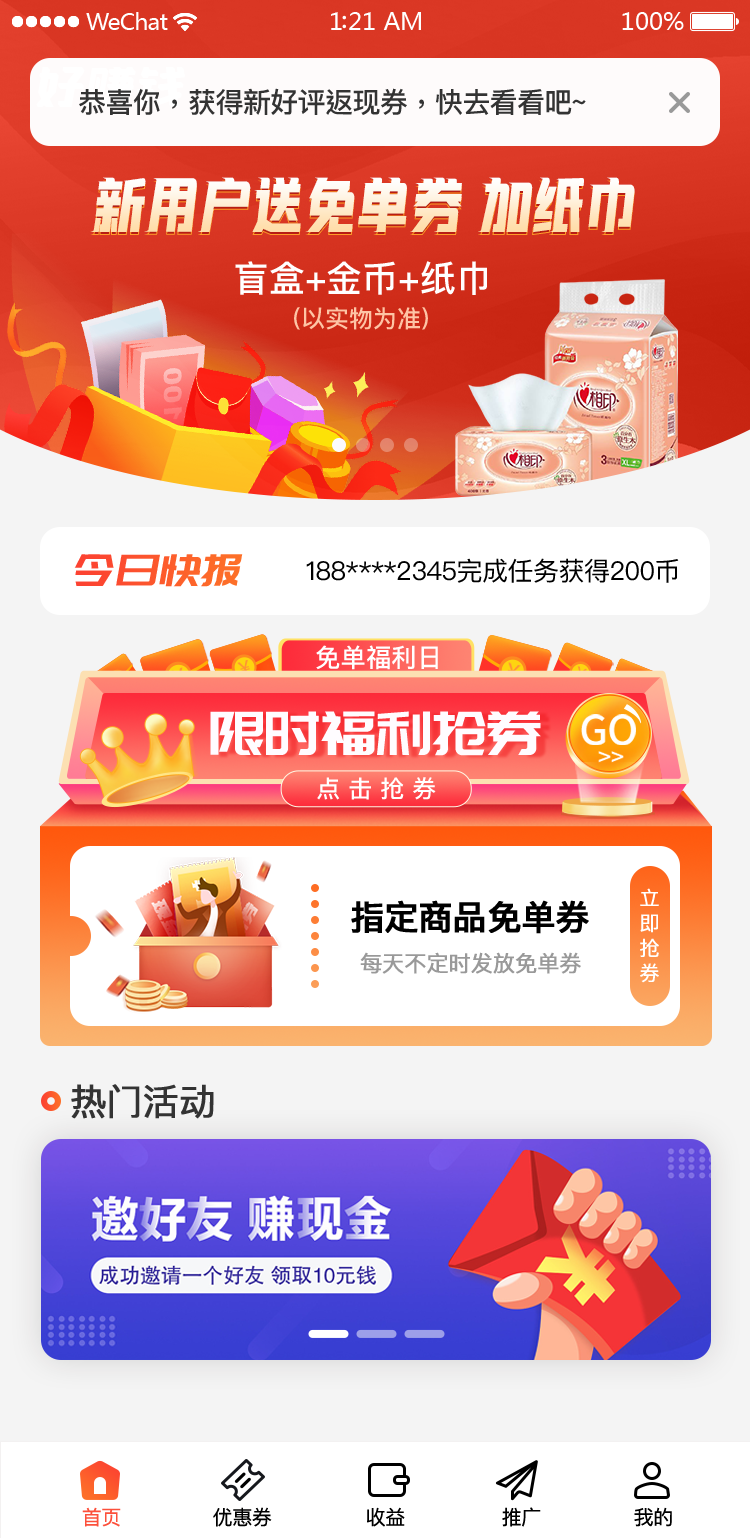 WeChat 1:21 AM 100%
恭喜你，获得新好评返现券，快去看看吧~
新用户送免单券 加纸巾
盲盒+金币+纸巾
(以实物为准)
心相印
心相印
今日快报 188****2345完成任务获得200币
免单福利日
限时福利抢券
GO
>>
点击抢券
指定商品免单券
每天不定时发放免单券
立即抢券
热门活动
邀好友 赚现金
成功邀请一个好友 领取10元钱
首页 优惠券 收益 推广 我的